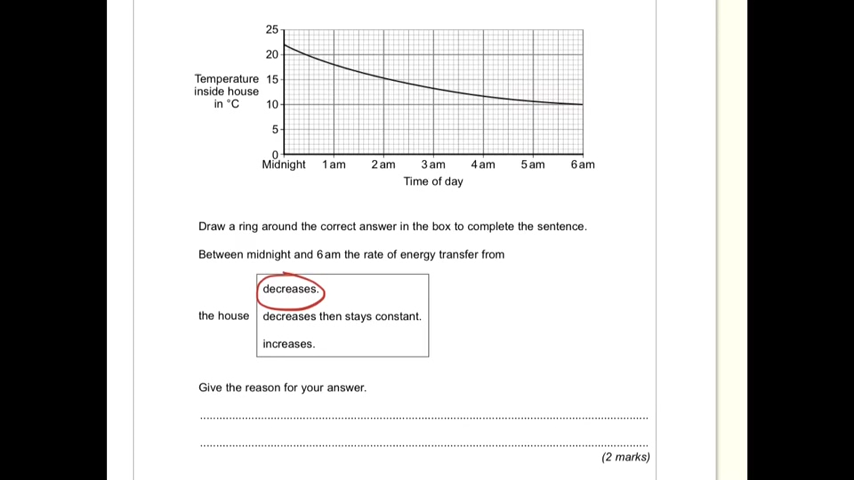 25
20
Temperature 15
inside house
in °C 10
5
0
Midnight 1 am 2 am 3 am 4 am 5 am 6 am
Time of day
Draw a ring around the correct answer in the box to complete the sentence.
Between midnight and 6 am the rate of energy transfer from
decreases.
the house decreases then stays constant.
increases.
Give the reason for your answer.
(2 marks)